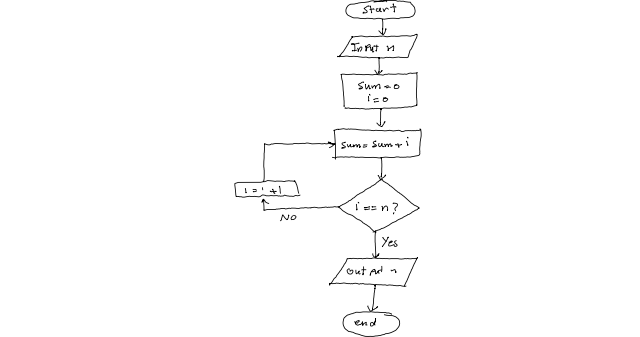 Start
Input n
sum=0
i=0
sum=sum+i
i=i+1
i==n?
NO
Yes
output n
end